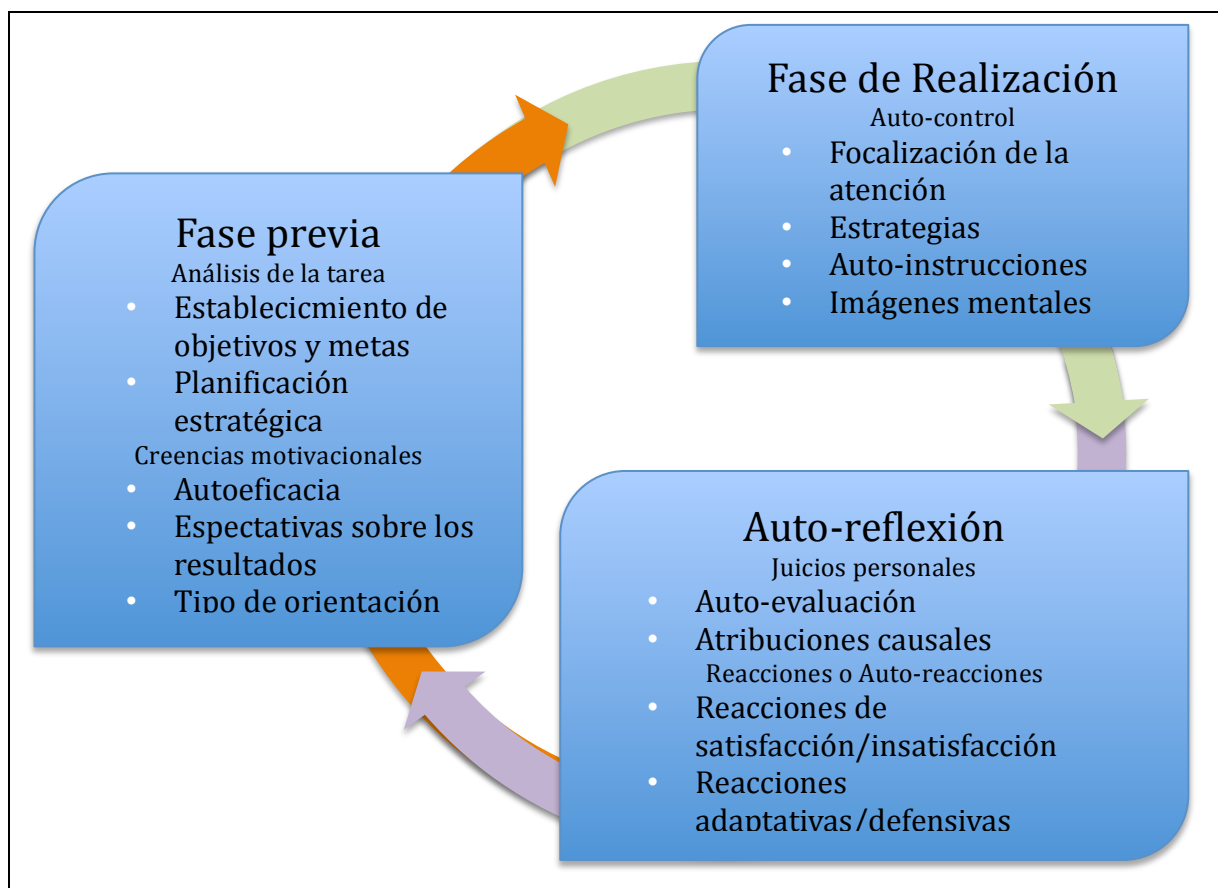 Fase previa
Análisis de la tarea
• Establecicmiento de
objetivos y metas
• Planificación
estratégica
Creencias motivacionales
• Autoeficacia
• Espectativas sobre los
resultados
• Tipo de orientación
Fase de Realización
Auto-control
• Focalización de la
atención
• Estrategias
• Auto-instrucciones
• Imágenes mentales
Auto-reflexión
Juicios personales
• Auto-evaluación
• Atribuciones causales
Reacciones o Auto-reacciones
• Reacciones de
satisfacción/insatisfacción
• Reacciones
adaptativas/defensivas